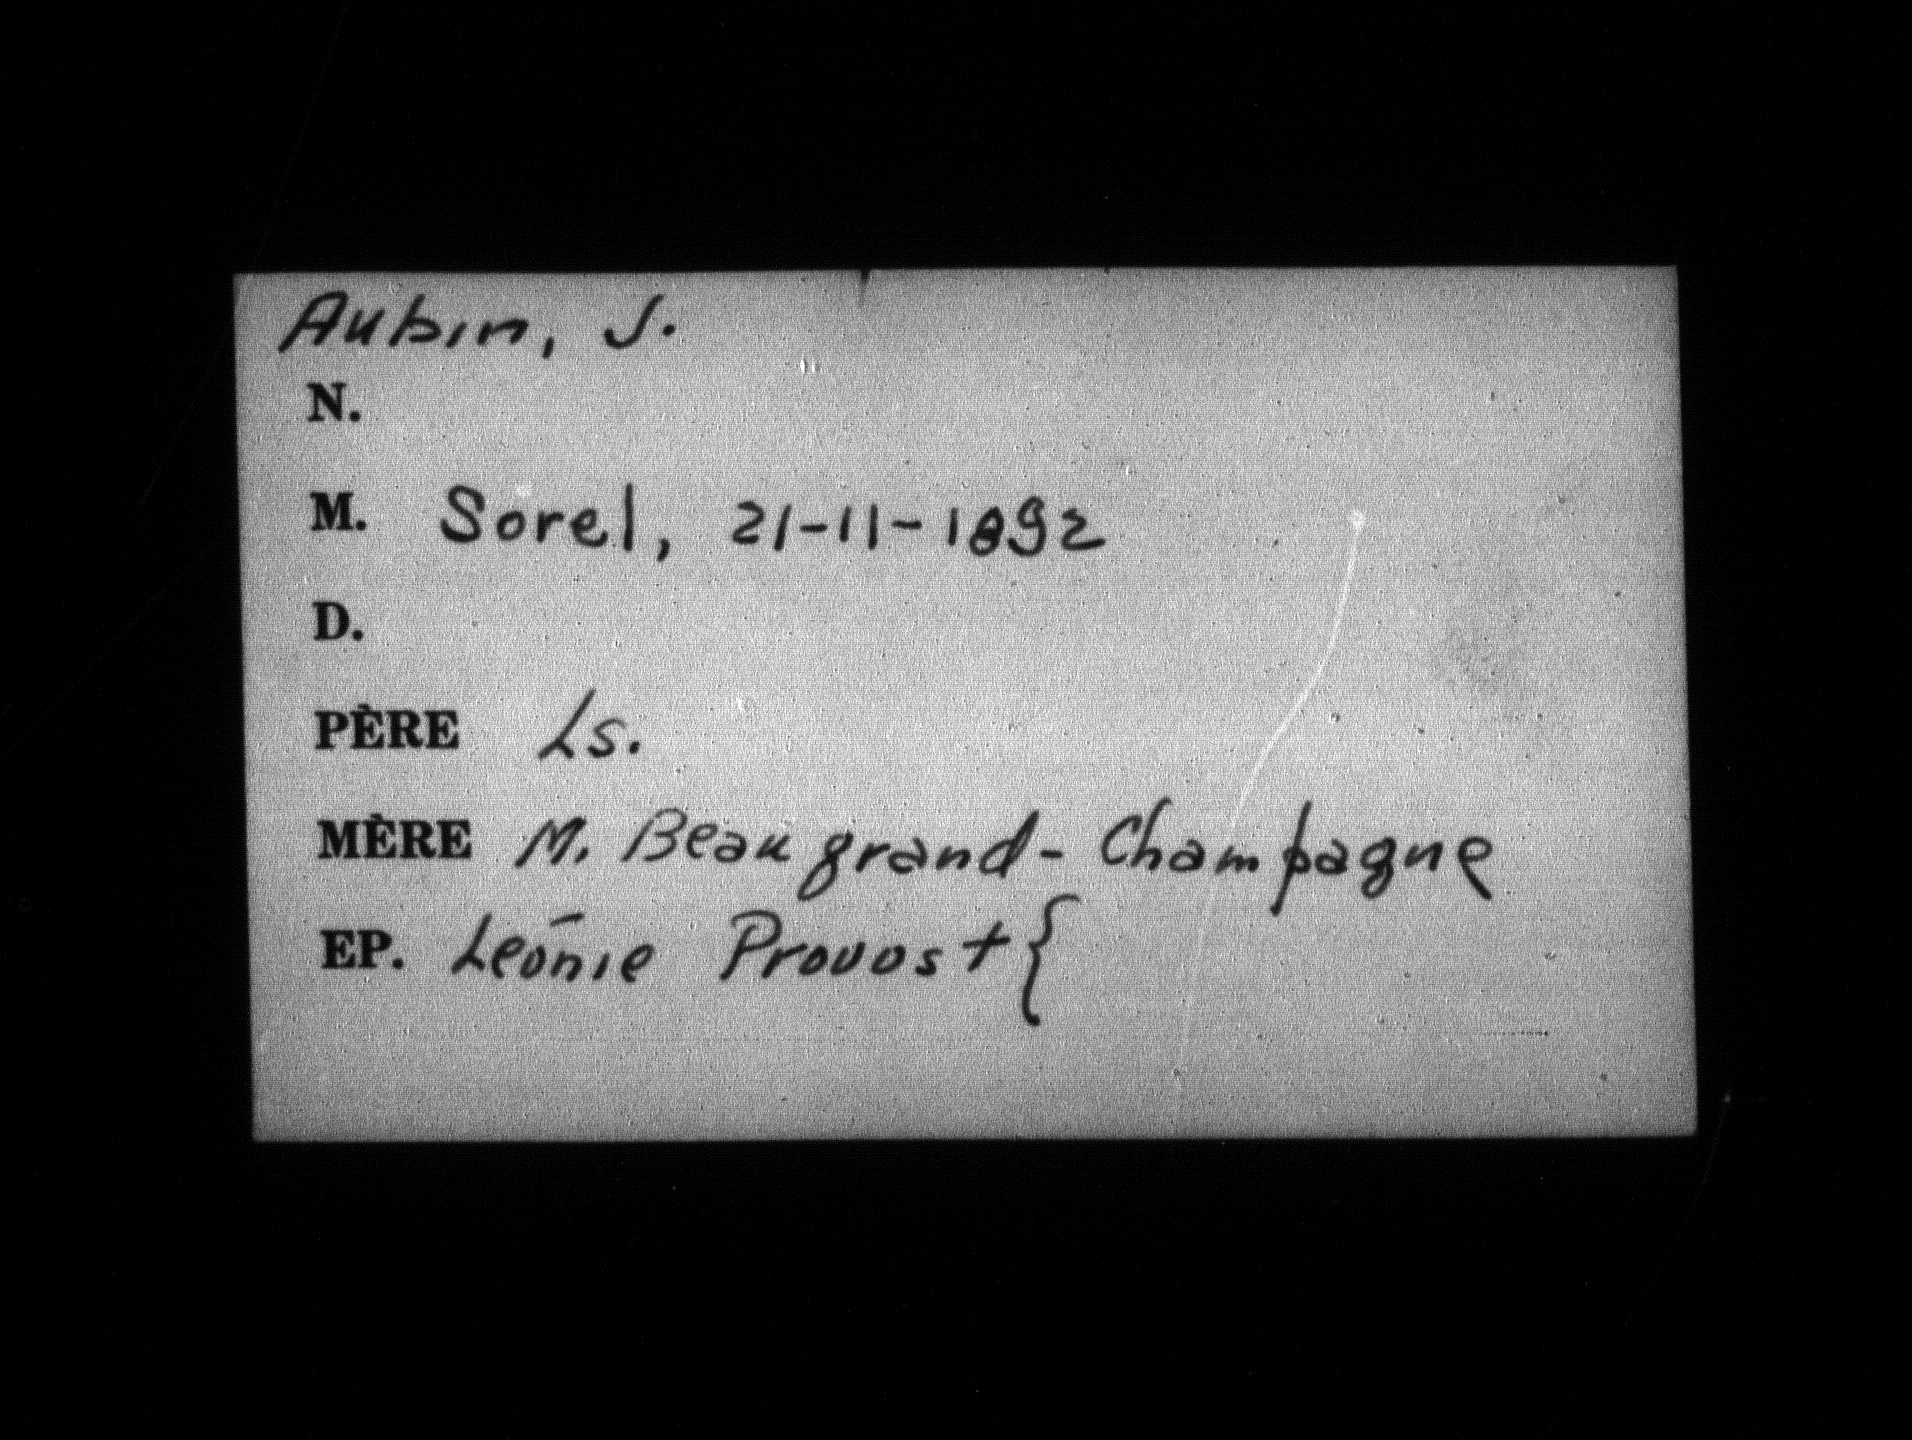 Aubin, J.
N.
M. Sorel, 21-11-1892
D.
PÈRE Ls.
MÈRE M. Beaugrand-Champagne
EP. Léonie Provost {